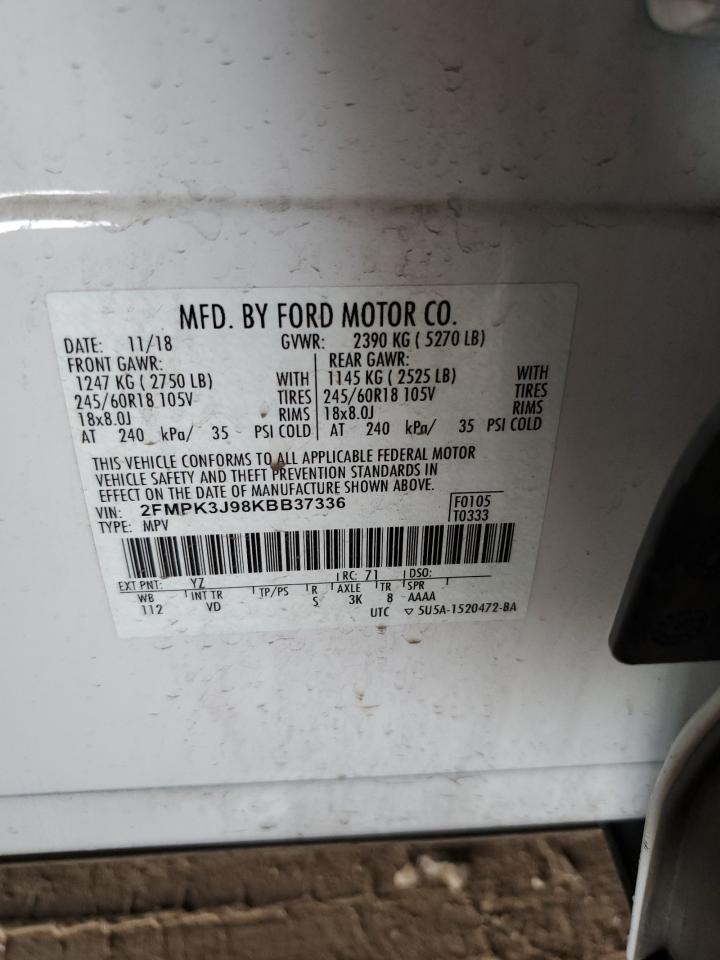 MFD. BY FORD MOTOR CO.
DATE: 11/18 GVWR: 2390 KG ( 5270 LB)
FRONT GAWR: REAR GAWR:
1247 KG ( 2750 LB) WITH 1145 KG ( 2525 LB) WITH
245/60R18 105V TIRES 245/60R18 105V TIRES
18x8.0J RIMS 18x8.0J RIMS
AT 240 kPa/ 35 PSI COLD AT 240 kPa/ 35 PSI COLD
THIS VEHICLE CONFORMS TO ALL APPLICABLE FEDERAL MOTOR
VEHICLE SAFETY AND THEFT PREVENTION STANDARDS IN
EFFECT ON THE DATE OF MANUFACTURE SHOWN ABOVE.
VIN: 2FMPK3J98KBB37336 F0105
TYPE: MPV T0333
EXT PNT: YZ RC: 71 DSO:
WB INT TR TP/PS R AXLE TR SPR
112 VD S 3K 8 AAAA
UTC ▽ 5U5A-1520472-BA